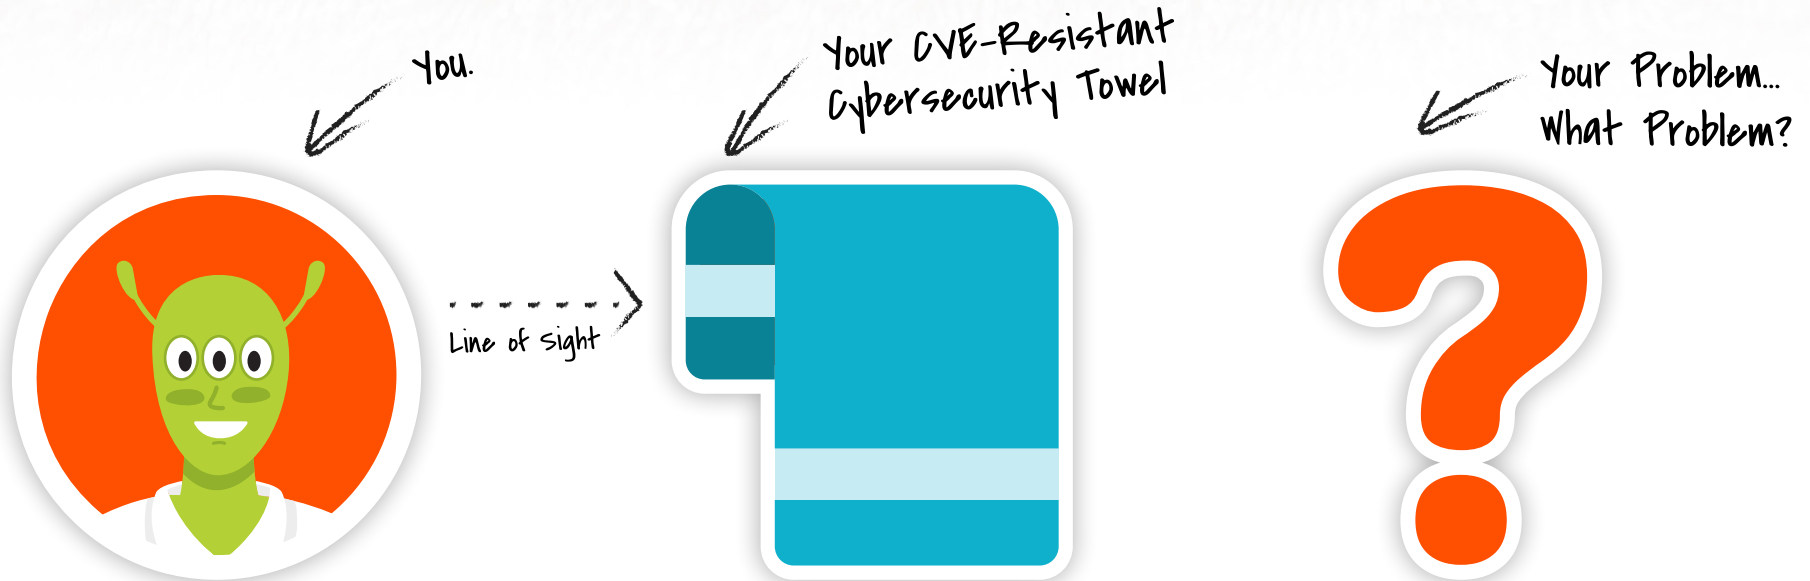 You.
Your CVE-Resistant
Cybersecurity Towel
Your Problem...
What Problem?
Line of Sight